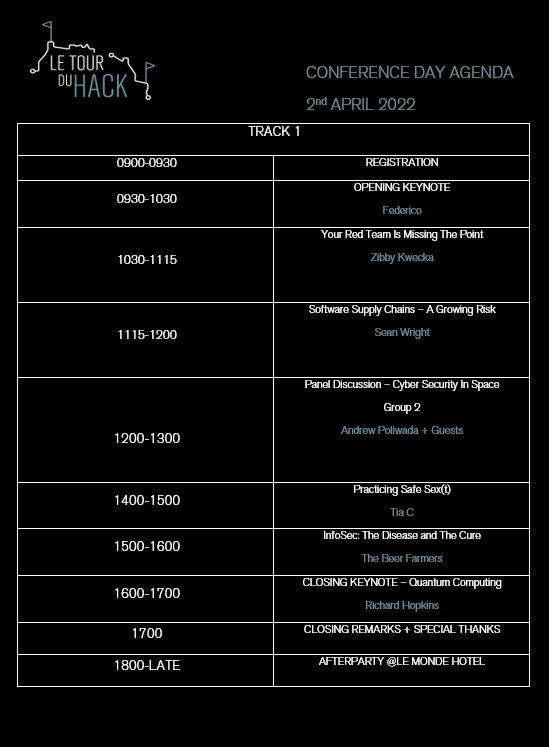 LE TOUR
DU HACK
CONFERENCE DAY AGENDA
2nd APRIL 2022
TRACK 1
0900-0930
REGISTRATION
0930-1030
OPENING KEYNOTE
Federico
1030-1115
Your Red Team Is Missing The Point
Zibby Kwecka
1115-1200
Software Supply Chains – A Growing Risk
Sean Wright
1200-1300
Panel Discussion – Cyber Security In Space
Group 2
Andrew Poliwada + Guests
1400-1500
Practicing Safe Sex(t)
Tia C
1500-1600
InfoSec: The Disease and The Cure
The Beer Farmers
1600-1700
CLOSING KEYNOTE – Quantum Computing
Richard Hopkins
1700
CLOSING REMARKS + SPECIAL THANKS
1800-LATE
AFTERPARTY @LE MONDE HOTEL